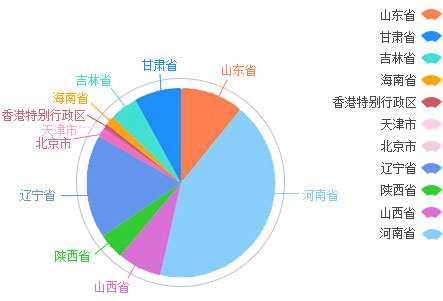 山东省
甘肃省
吉林省
海南省
香港特别行政区
天津市
北京市
辽宁省
陕西省
山西省
河南省
山东省
甘肃省
吉林省
海南省
香港特别行政区
天津市
北京市
辽宁省
陕西省
山西省
河南省